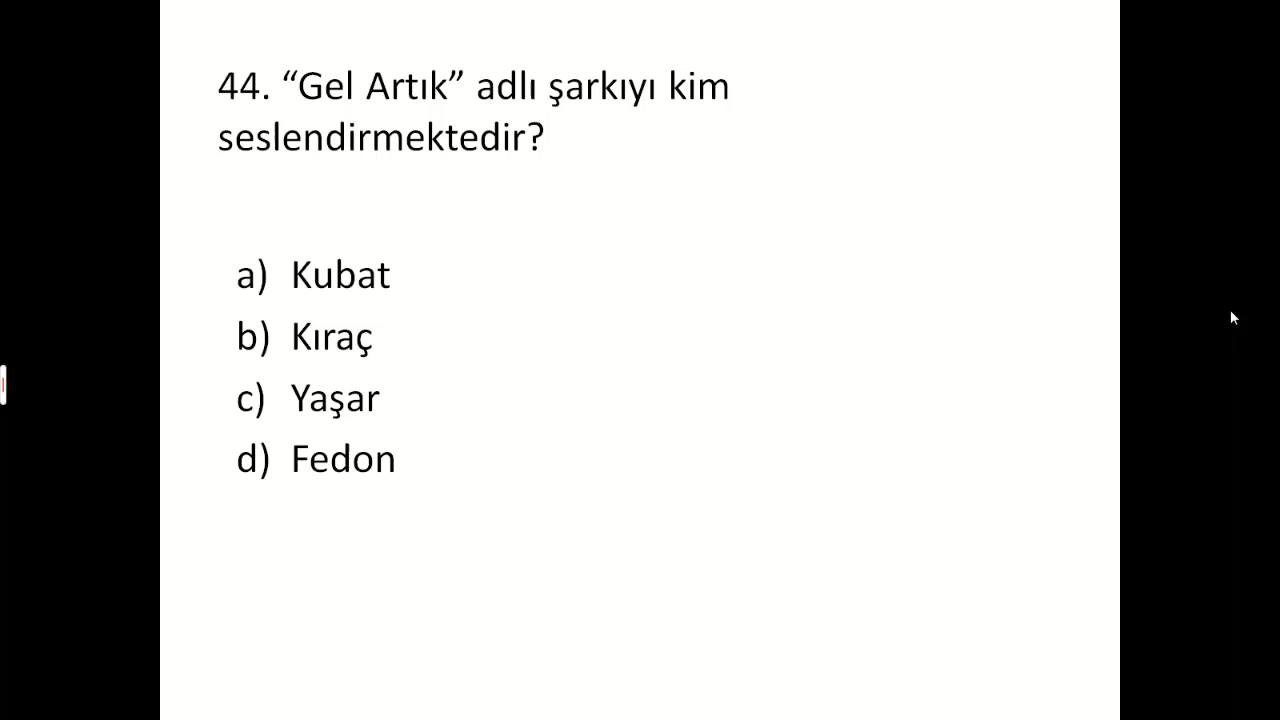 44. “Gel Artık” adlı şarkıyı kim
seslendirmektedir?
a) Kubat
b) Kıraç
c) Yaşar
d) Fedon